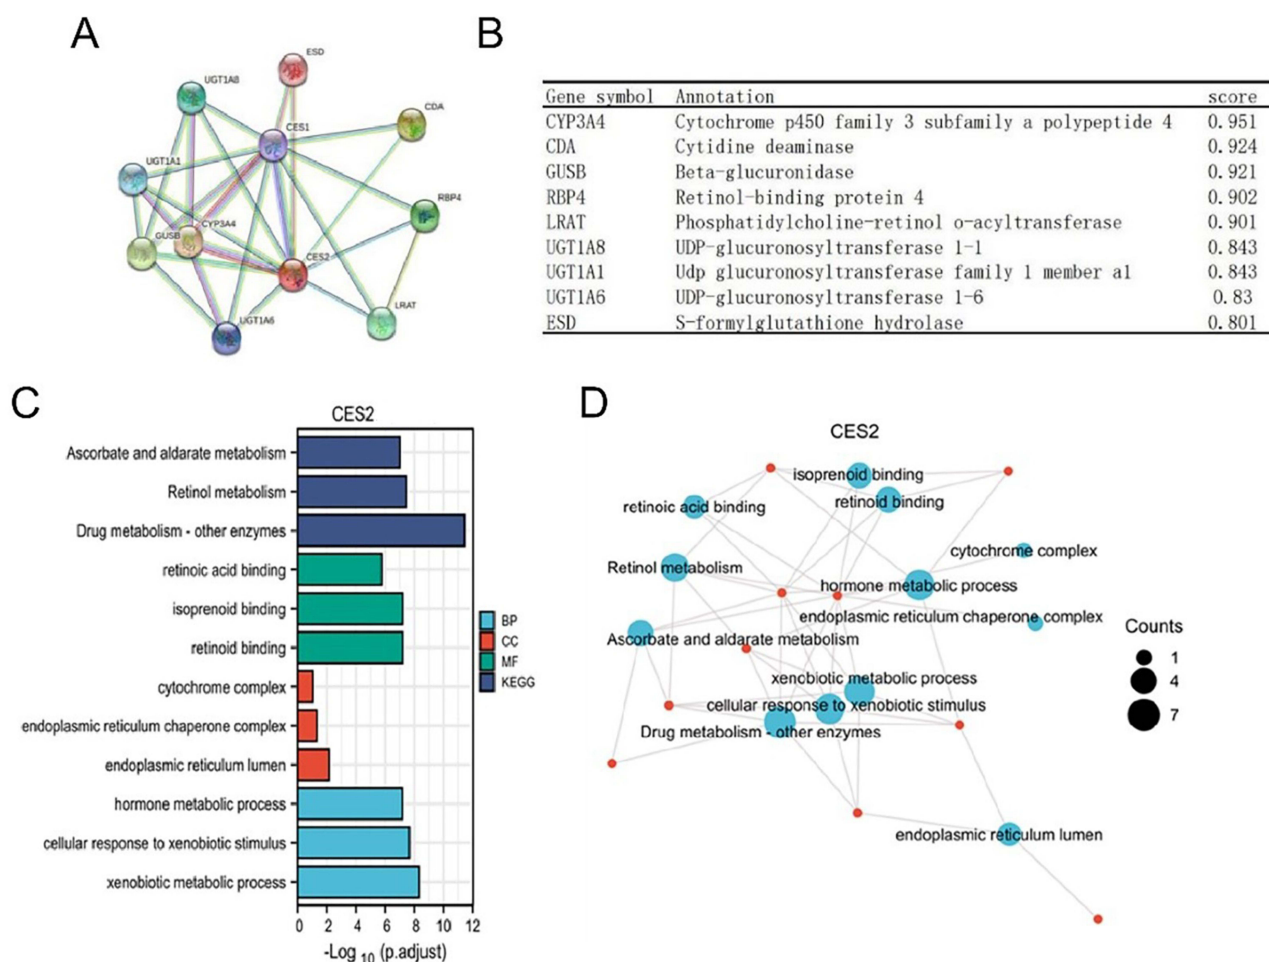 A
ESD
UGT1A8
CDA
CES1
UGT1A1
RBP4
CYP3A4
GUSB
CES2
LRAT
UGT1A6
B
Gene symbol Annotation score
CYP3A4 Cytochrome p450 family 3 subfamily a polypeptide 4 0.951
CDA Cytidine deaminase 0.924
GUSB Beta-glucuronidase 0.921
RBP4 Retinol-binding protein 4 0.902
LRAT Phosphatidylcholine-retinol o-acyltransferase 0.901
UGT1A8 UDP-glucuronosyltransferase 1-1 0.843
UGT1A1 Udp glucuronosyltransferase family 1 member a1 0.843
UGT1A6 UDP-glucuronosyltransferase 1-6 0.83
ESD S-formylglutathione hydrolase 0.801
C
CES2
Ascorbate and aldarate metabolism
Retinol metabolism
Drug metabolism - other enzymes
retinoic acid binding
isoprenoid binding
retinoid binding
cytochrome complex
endoplasmic reticulum chaperone complex
endoplasmic reticulum lumen
hormone metabolic process
cellular response to xenobiotic stimulus
xenobiotic metabolic process
0 2 4 6 8 10 12
-Log 10 (p.adjust)
BP
CC
MF
KEGG
D
CES2
isoprenoid binding
retinoic acid binding
retinoid binding
cytochrome complex
Retinol metabolism
hormone metabolic process
endoplasmic reticulum chaperone complex
Ascorbate and aldarate metabolism
xenobiotic metabolic process
cellular response to xenobiotic stimulus
Drug metabolism - other enzymes
endoplasmic reticulum lumen
Counts
1
4
7